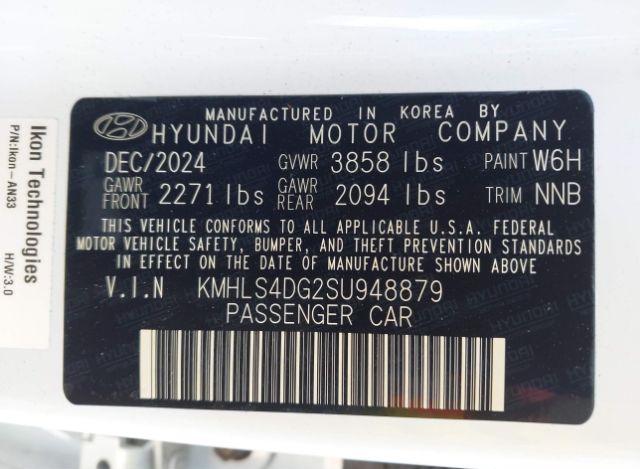 Ikon Technologies
P/N:Ikon-AN33 H/W:3.0
MANUFACTURED IN KOREA BY
HYUNDAI MOTOR COMPANY
DEC/2024 GVWR 3858 lbs PAINT W6H
GAWR FRONT 2271 lbs GAWR REAR 2094 lbs TRIM NNB
THIS VEHICLE CONFORMS TO ALL APPLICABLE U.S.A. FEDERAL
MOTOR VEHICLE SAFETY, BUMPER, AND THEFT PREVENTION STANDARDS
IN EFFECT ON THE DATE OF MANUFACTURE SHOWN ABOVE
V.I.N KMHLS4DG2SU948879
PASSENGER CAR